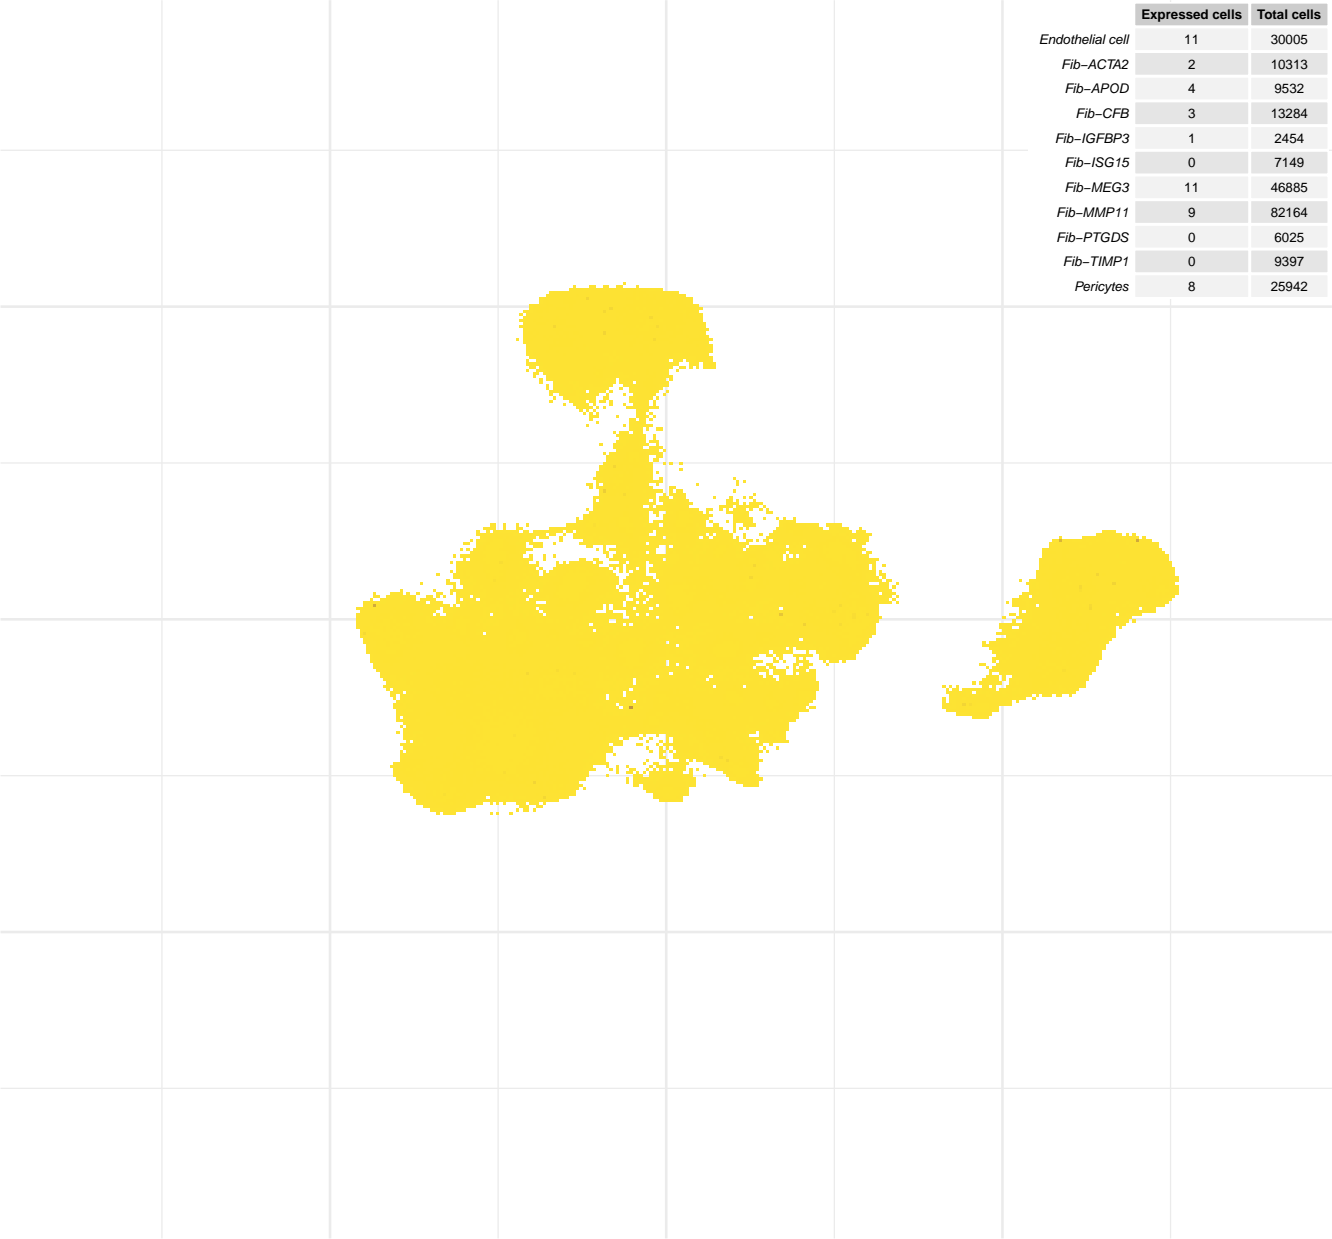 Expressed cells Total cells
Endothelial cell 11 30005
Fib−ACTA2 2 10313
Fib−APOD 4 9532
Fib−CFB 3 13284
Fib−IGFBP3 1 2454
Fib−ISG15 0 7149
Fib−MEG3 11 46885
Fib−MMP11 9 82164
Fib−PTGDS 0 6025
Fib−TIMP1 0 9397
Pericytes 8 25942